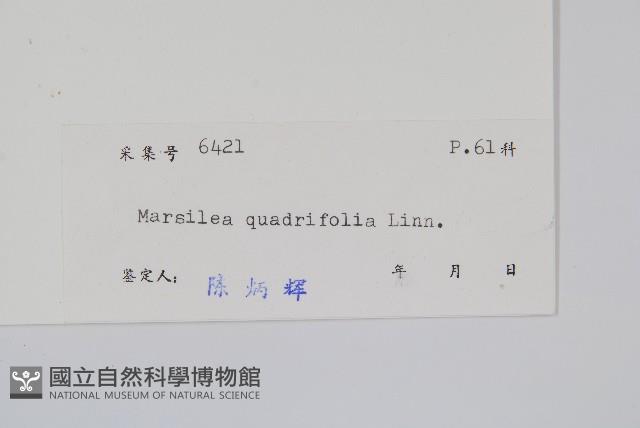 采集号 6421 P.61科
Marsilea quadrifolia Linn.
鉴定人: 陈炳辉 年 月 日
國立自然科學博物館
NATIONAL MUSEUM OF NATURAL SCIENCE